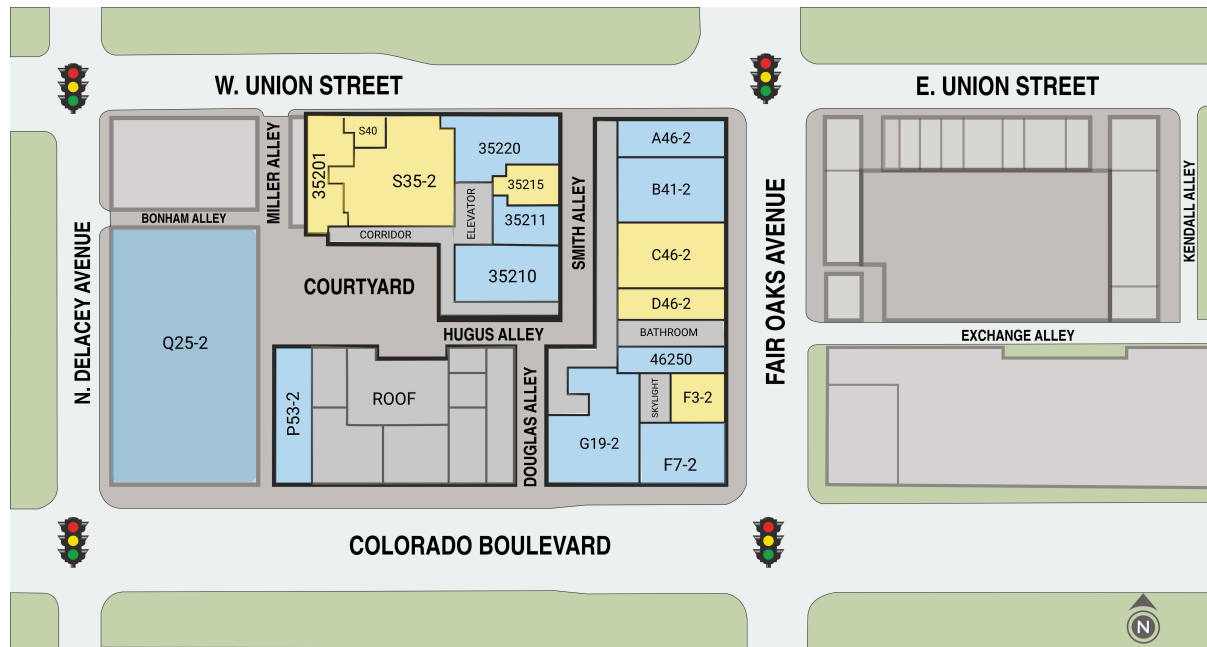 W. UNION STREET
E. UNION STREET
MILLER ALLEY
35201
S40
S35-2
35220
35215
35211
ELEVATOR
35210
CORRIDOR
SMITH ALLEY
A46-2
B41-2
C46-2
D46-2
BATHROOM
46250
SKYLIGHT
F3-2
G19-2
F7-2
FAIR OAKS AVENUE
KENDALL ALLEY
BONHAM ALLEY
N. DELACEY AVENUE
COURTYARD
Q25-2
HUGUS ALLEY
EXCHANGE ALLEY
P53-2
ROOF
DOUGLAS ALLEY
COLORADO BOULEVARD
N